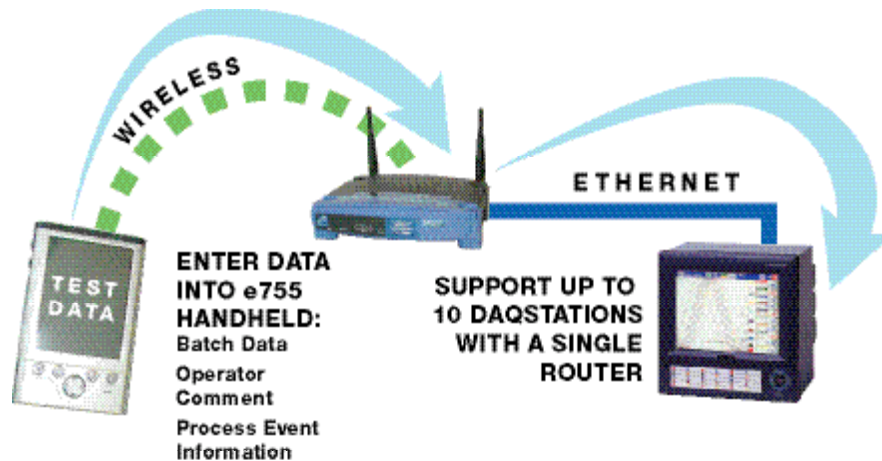 WIRELESS
ETHERNET
TEST
DATA
ENTER DATA
INTO e755
HANDHELD:
Batch Data
Operator
Comment
Process Event
Information
SUPPORT UP TO
10 DAQSTATIONS
WITH A SINGLE
ROUTER